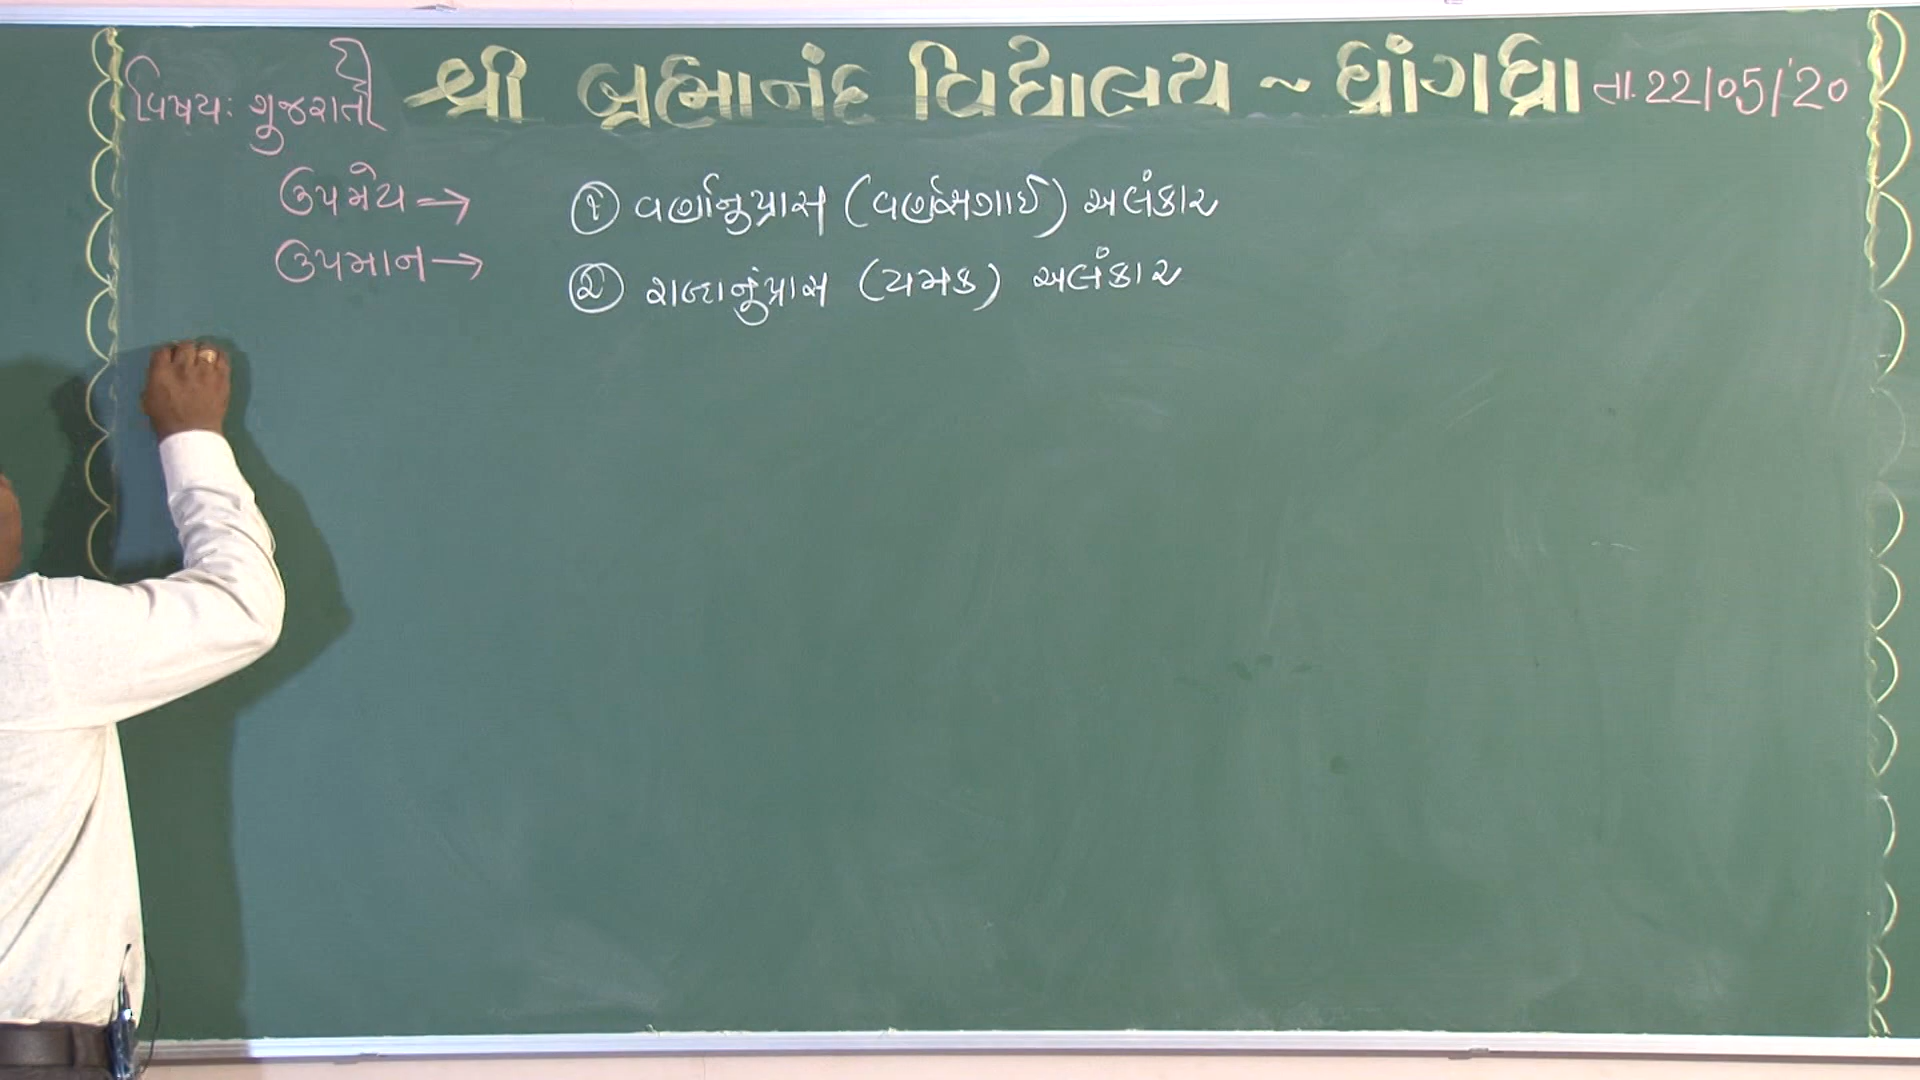 શ્રી બ્રહ્માનંદ વિદ્યાલય ~ ધ્રાંગધ્રા
વિષય: ગુજરાતી
તા. 22/05/'20
ઉપમેય →
ઉપમાન →
① વર્ણાનુપ્રાસ (વર્ણસગાઈ) અલંકાર
② શબ્દાનુંપ્રાસ (યમક) અલંકાર